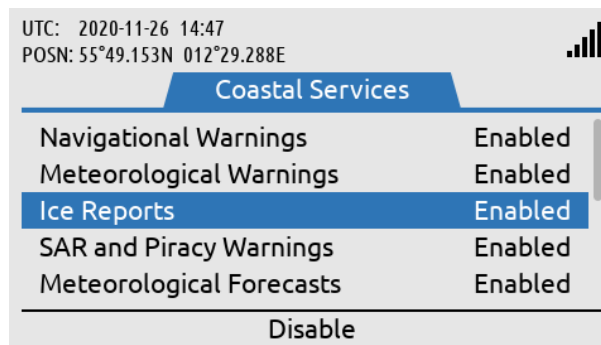 UTC: 2020-11-26 14:47
POSN: 55°49.153N 012°29.288E
Coastal Services
Navigational Warnings Enabled
Meteorological Warnings Enabled
Ice Reports Enabled
SAR and Piracy Warnings Enabled
Meteorological Forecasts Enabled
Disable